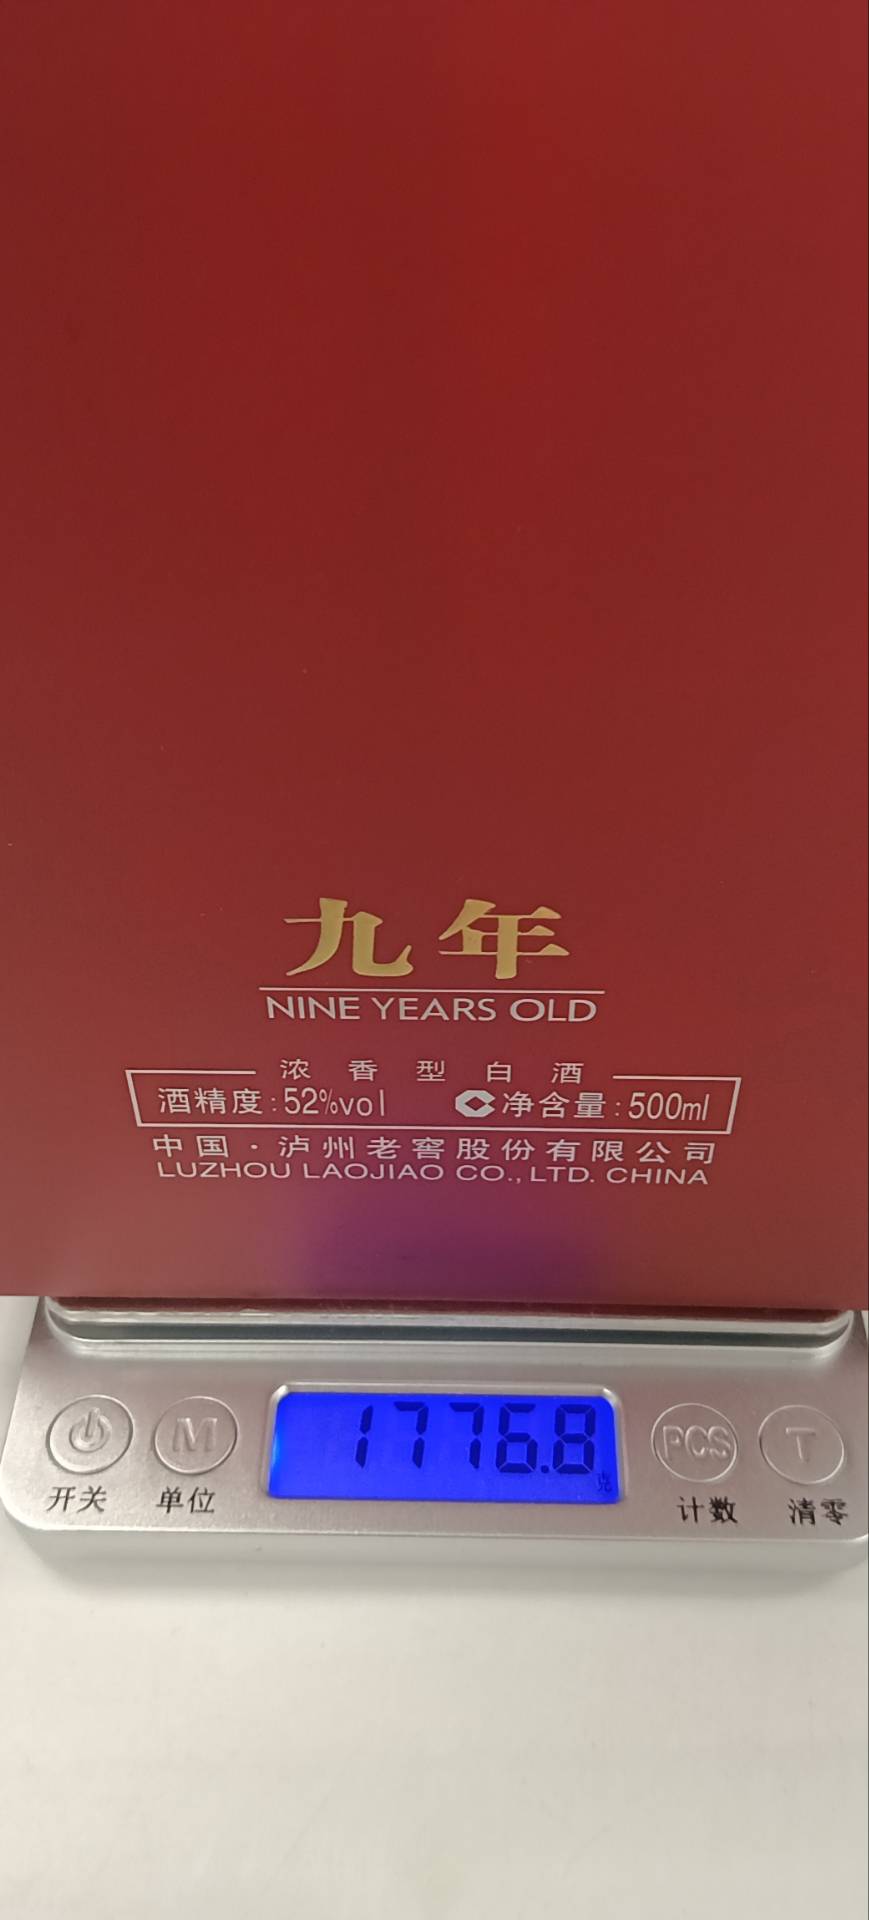 九年
NINE YEARS OLD
浓香型白酒
酒精度:52%vol 净含量:500ml
中国·泸州老窖股份有限公司
LUZHOU LAOJIAO CO.,LTD. CHINA
1776.8
克
M PCS T
开关 单位 计数 清零